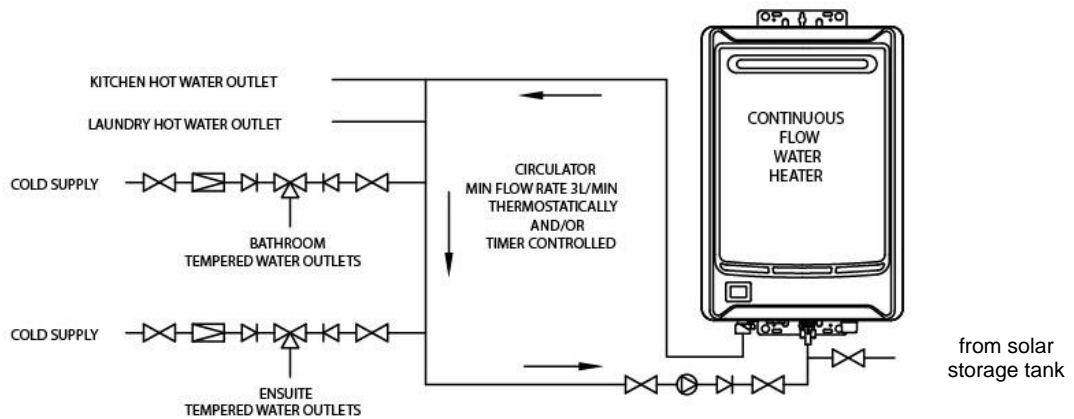 KITCHEN HOT WATER OUTLET
LAUNDRY HOT WATER OUTLET
COLD SUPPLY
BATHROOM
TEMPERED WATER OUTLETS
COLD SUPPLY
ENSUITE
TEMPERED WATER OUTLETS
CIRCULATOR
MIN FLOW RATE 3L/MIN
THERMOSTATICALLY
AND/OR
TIMER CONTROLLED
CONTINUOUS
FLOW
WATER
HEATER
from solar
storage tank